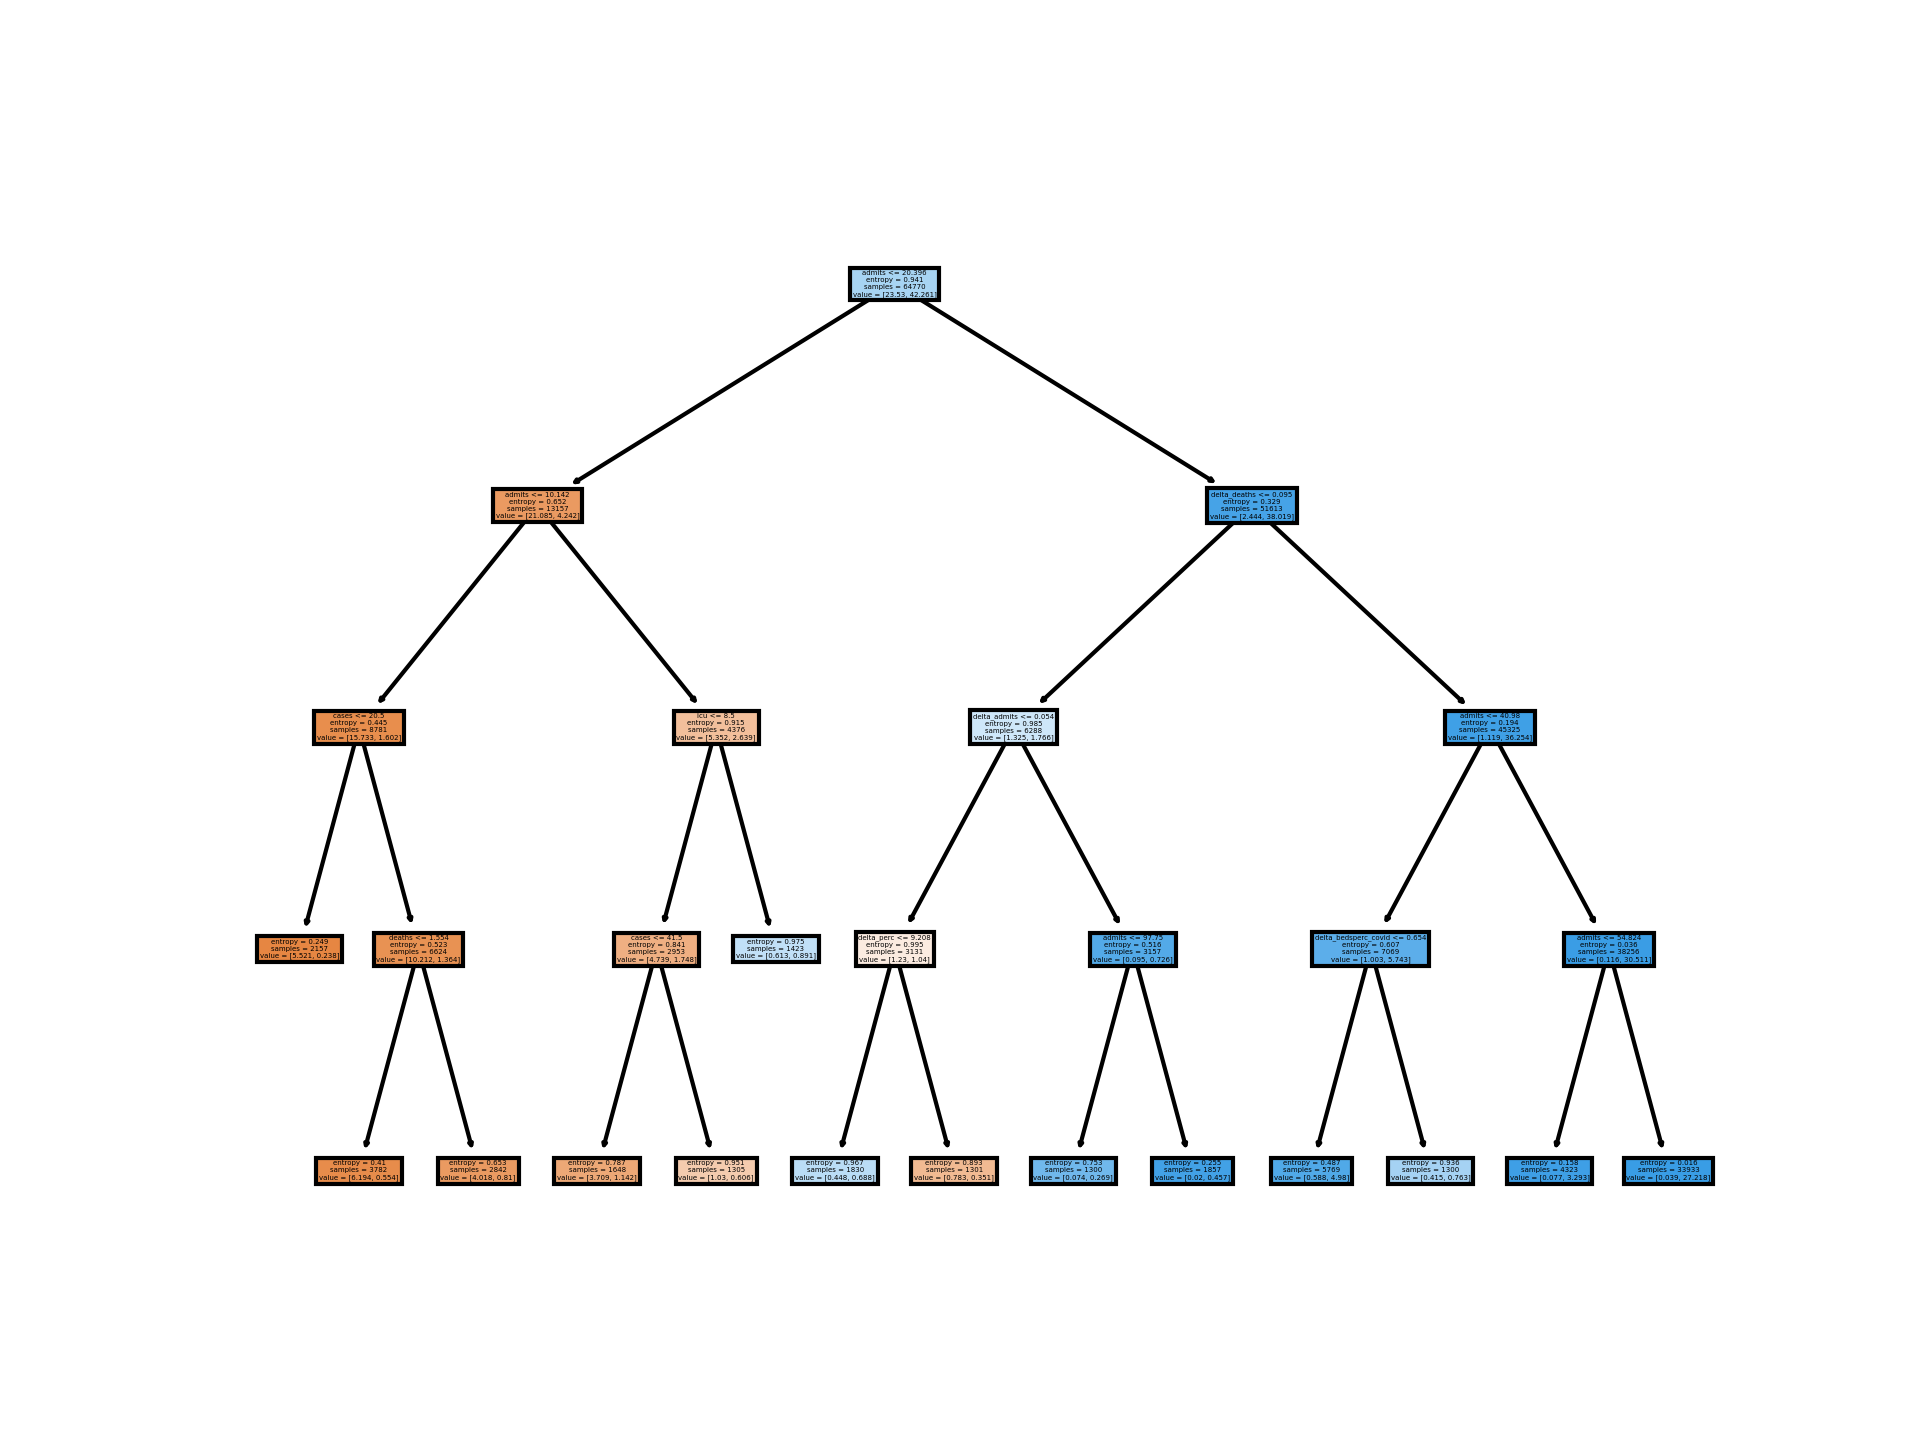 admits <= 20.396
entropy = 0.941
samples = 64770
value = [23.53, 42.261]
admits <= 10.142
entropy = 0.652
samples = 13157
value = [21.085, 4.242]
delta_deaths <= 0.095
entropy = 0.329
samples = 51613
value = [2.444, 38.019]
cases <= 20.5
entropy = 0.445
samples = 8781
value = [15.733, 1.602]
icu <= 8.5
entropy = 0.915
samples = 4376
value = [5.352, 2.639]
delta_admits <= 0.054
entropy = 0.985
samples = 6288
value = [1.325, 1.766]
admits <= 40.98
entropy = 0.194
samples = 45325
value = [1.119, 36.254]
entropy = 0.249
samples = 2157
value = [5.521, 0.238]
deaths <= 1.554
entropy = 0.523
samples = 6624
value = [10.212, 1.364]
cases <= 41.5
entropy = 0.841
samples = 2953
value = [4.739, 1.748]
entropy = 0.975
samples = 1423
value = [0.613, 0.891]
delta_perc <= 9.208
entropy = 0.995
samples = 3131
value = [1.23, 1.04]
admits <= 97.75
entropy = 0.516
samples = 3157
value = [0.095, 0.726]
delta_bedsperc_covid <= 0.654
entropy = 0.607
samples = 7069
value = [1.003, 5.743]
admits <= 54.824
entropy = 0.036
samples = 38256
value = [0.116, 30.511]
entropy = 0.41
samples = 3782
value = [6.194, 0.554]
entropy = 0.653
samples = 2842
value = [4.018, 0.81]
entropy = 0.787
samples = 1648
value = [3.709, 1.142]
entropy = 0.951
samples = 1305
value = [1.03, 0.606]
entropy = 0.967
samples = 1830
value = [0.448, 0.688]
entropy = 0.893
samples = 1301
value = [0.783, 0.351]
entropy = 0.753
samples = 1300
value = [0.074, 0.269]
entropy = 0.255
samples = 1857
value = [0.02, 0.457]
entropy = 0.487
samples = 5769
value = [0.588, 4.98]
entropy = 0.936
samples = 1300
value = [0.415, 0.763]
entropy = 0.158
samples = 4323
value = [0.077, 3.293]
entropy = 0.016
samples = 33933
value = [0.039, 27.218]